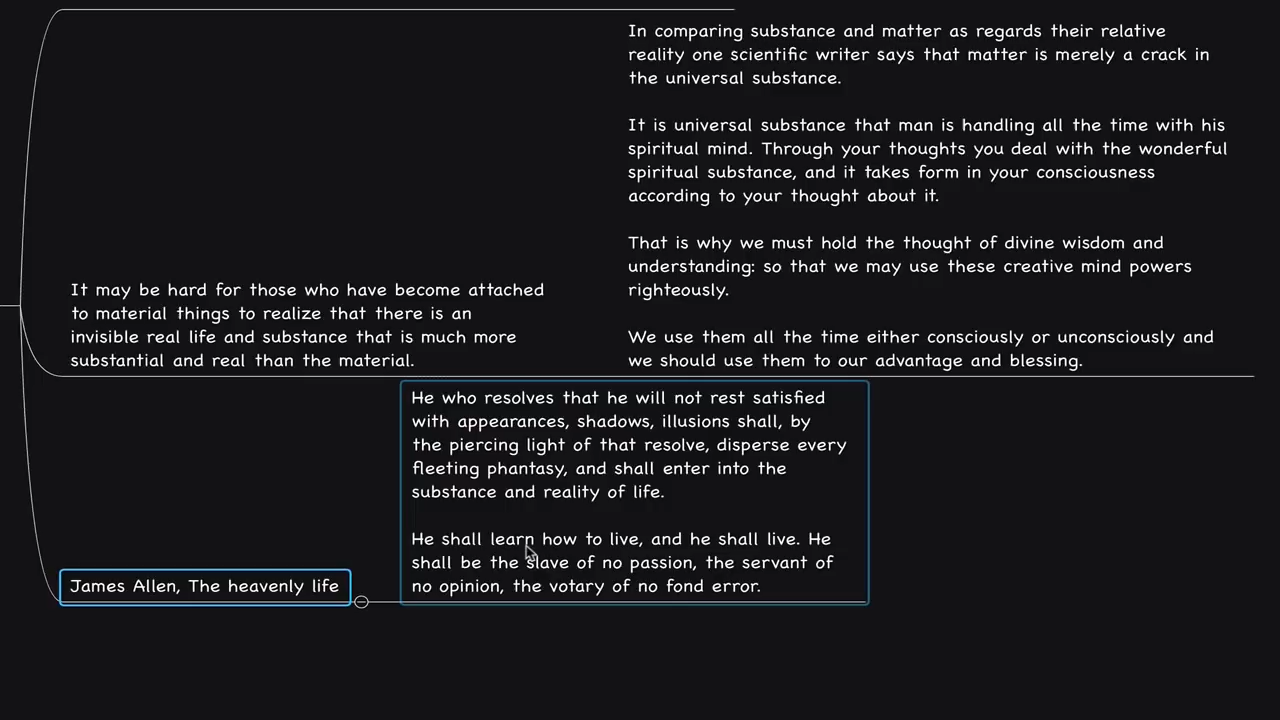 In comparing substance and matter as regards their relative
reality one scientific writer says that matter is merely a crack in
the universal substance.
It is universal substance that man is handling all the time with his
spiritual mind. Through your thoughts you deal with the wonderful
spiritual substance, and it takes form in your consciousness
according to your thought about it.
That is why we must hold the thought of divine wisdom and
understanding: so that we may use these creative mind powers
righteously.
We use them all the time either consciously or unconsciously and
we should use them to our advantage and blessing.
It may be hard for those who have become attached
to material things to realize that there is an
invisible real life and substance that is much more
substantial and real than the material.
He who resolves that he will not rest satisfied
with appearances, shadows, illusions shall, by
the piercing light of that resolve, disperse every
fleeting phantasy, and shall enter into the
substance and reality of life.
He shall learn how to live, and he shall live. He
shall be the slave of no passion, the servant of
no opinion, the votary of no fond error.
James Allen, The heavenly life